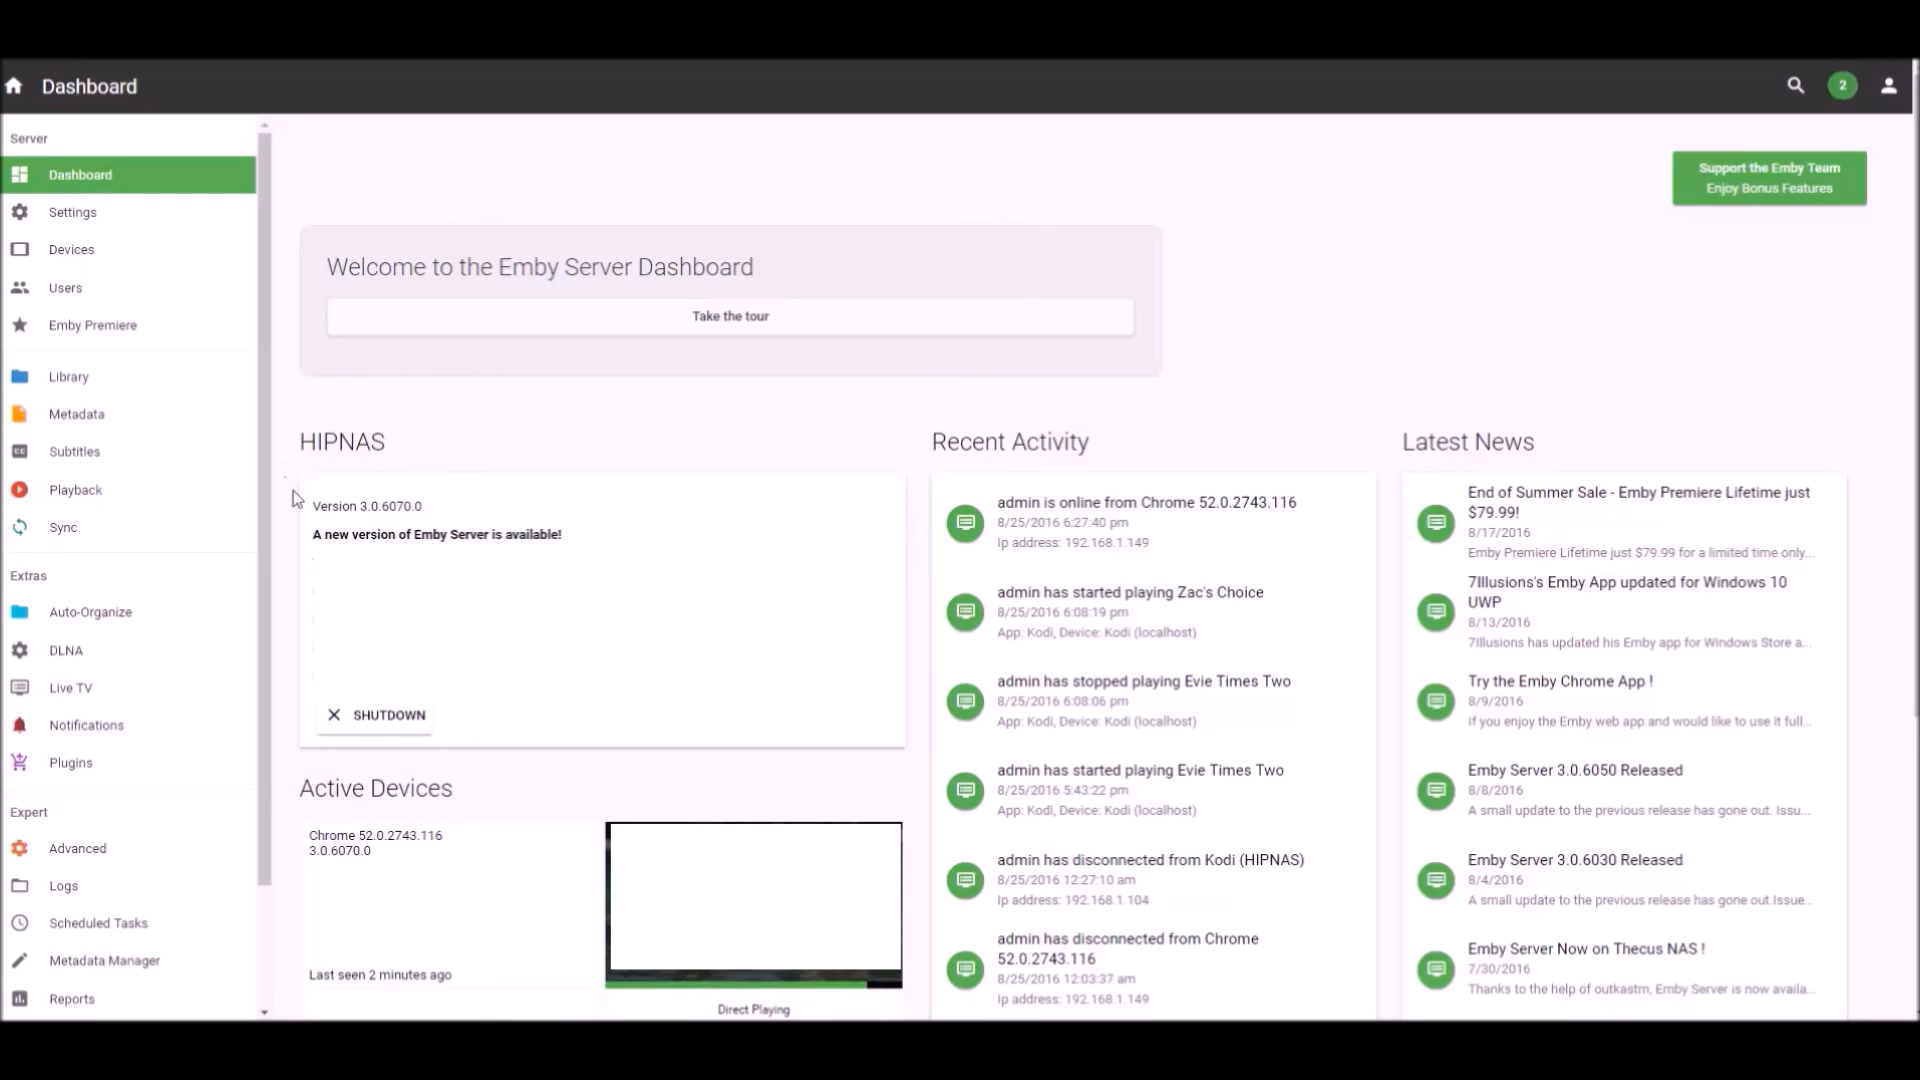 Dashboard
2
Server
Dashboard
Settings
Devices
Users
Emby Premiere
Library
Metadata
Subtitles
Playback
Sync
Extras
Auto-Organize
DLNA
Live TV
Notifications
Plugins
Expert
Advanced
Logs
Scheduled Tasks
Metadata Manager
Reports
Support the Emby Team
Enjoy Bonus Features
Welcome to the Emby Server Dashboard
Take the tour
HIPNAS
Version 3.0.6070.0
A new version of Emby Server is available!
SHUTDOWN
Active Devices
Chrome 52.0.2743.116
3.0.6070.0
Last seen 2 minutes ago
Direct Playing
Recent Activity
admin is online from Chrome 52.0.2743.116
8/25/2016 6:27:40 pm
Ip address: 192.168.1.149
admin has started playing Zac's Choice
8/25/2016 6:08:19 pm
App: Kodi, Device: Kodi (localhost)
admin has stopped playing Evie Times Two
8/25/2016 6:08:06 pm
App: Kodi, Device: Kodi (localhost)
admin has started playing Evie Times Two
8/25/2016 5:43:22 pm
App: Kodi, Device: Kodi (localhost)
admin has disconnected from Kodi (HIPNAS)
8/25/2016 12:27:10 am
Ip address: 192.168.1.104
admin has disconnected from Chrome
52.0.2743.116
8/25/2016 12:03:37 am
Ip address: 192.168.1.149
Latest News
End of Summer Sale - Emby Premiere Lifetime just
$79.99!
8/17/2016
Emby Premiere Lifetime just $79.99 for a limited time only...
7Illusions's Emby App updated for Windows 10
UWP
8/13/2016
7Illusions has updated his Emby app for Windows Store a...
Try the Emby Chrome App !
8/9/2016
If you enjoy the Emby web app and would like to use it full...
Emby Server 3.0.6050 Released
8/8/2016
A small update to the previous release has gone out. Issu...
Emby Server 3.0.6030 Released
8/4/2016
A small update to the previous release has gone out.Issue...
Emby Server Now on Thecus NAS !
7/30/2016
Thanks to the help of outkastm, Emby Server is now availa...